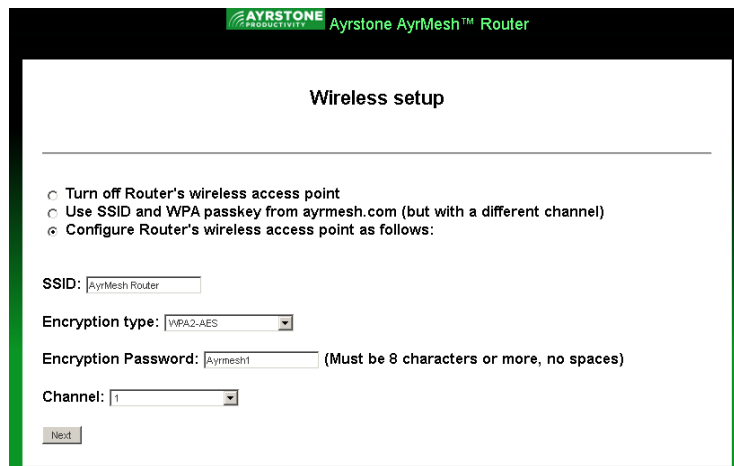 AYRSTONE PRODUCTIVITY Ayrstone AyrMesh™ Router
Wireless setup
Turn off Router's wireless access point
Use SSID and WPA passkey from ayrmesh.com (but with a different channel)
Configure Router's wireless access point as follows:
SSID: AyrMesh Router
Encryption type: WPA2-AES
Encryption Password: Ayrmesh1 (Must be 8 characters or more, no spaces)
Channel: 1
Next